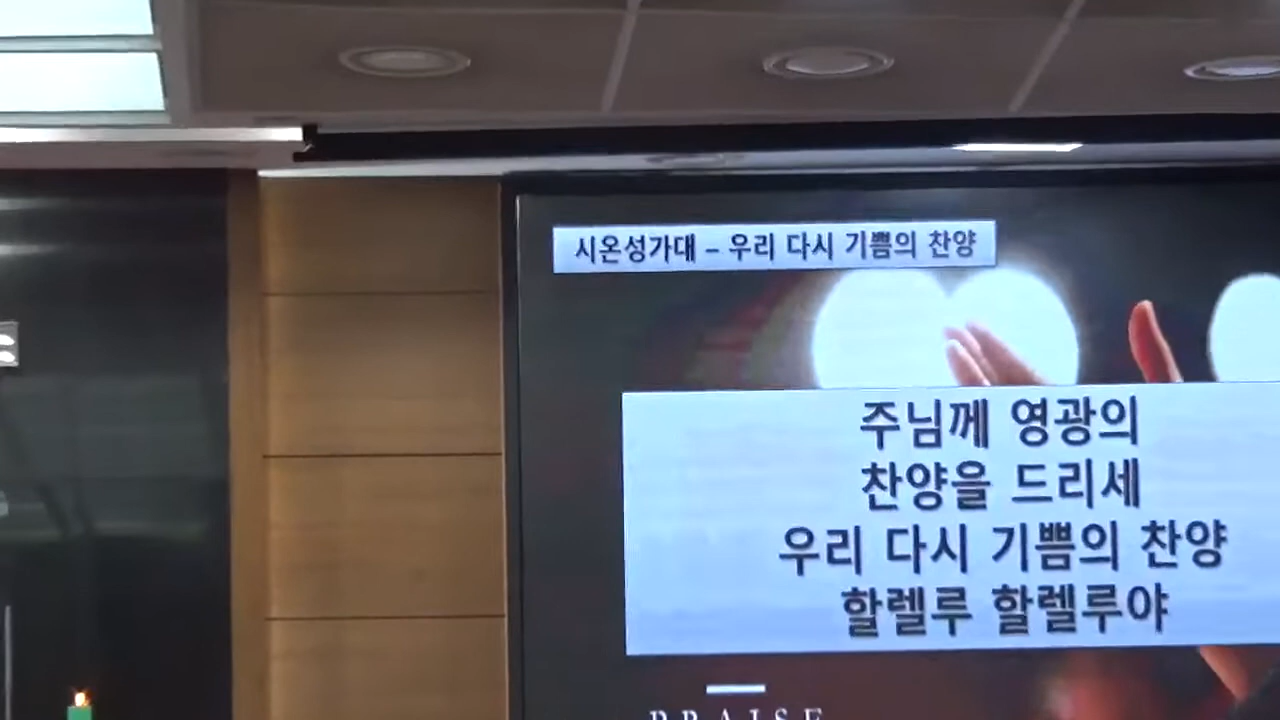 시온성가대 – 우리 다시 기쁨의 찬양
주님께 영광의
찬양을 드리세
우리 다시 기쁨의 찬양
할렐루 할렐루야
PRAISE